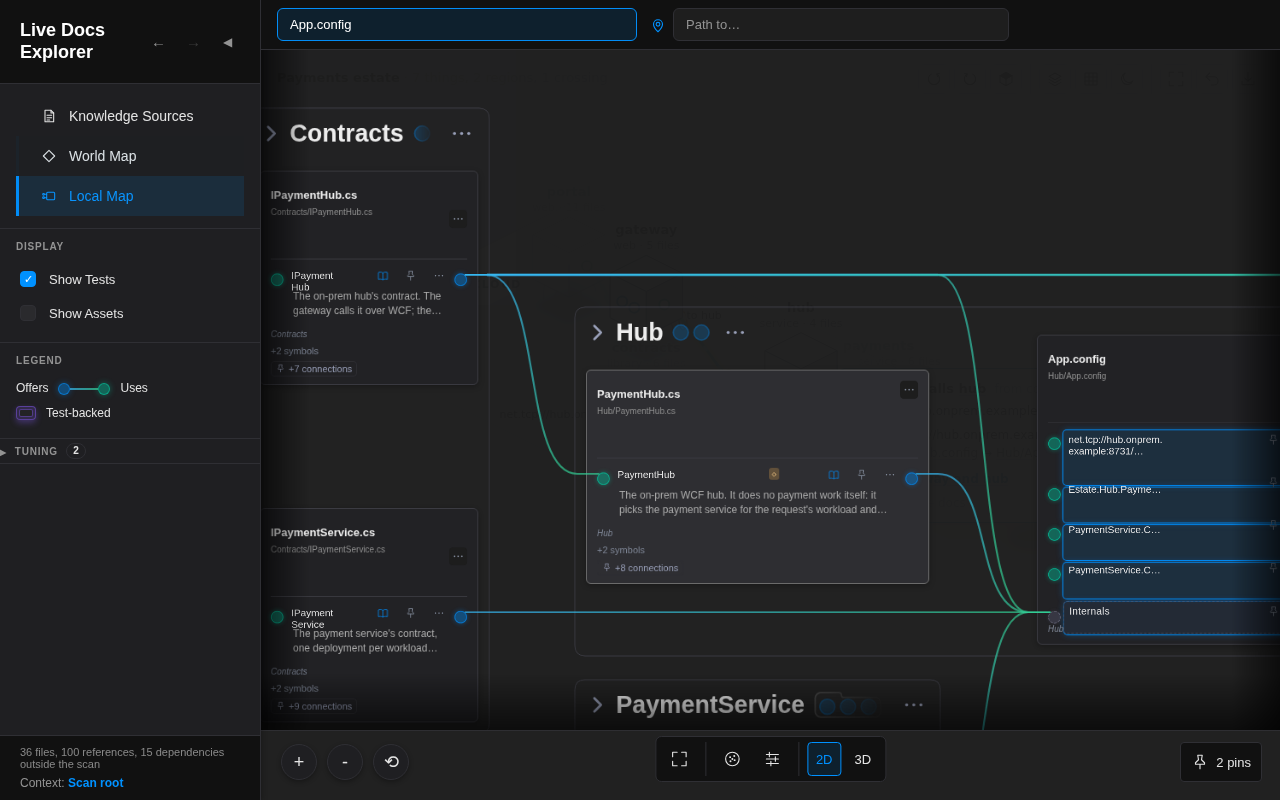 Live Docs
Explorer
← → ◀
App.config
Path to…
Knowledge Sources
World Map
Local Map
DISPLAY
Show Tests
Show Assets
LEGEND
Offers Uses
Test-backed
TUNING 2
36 files, 100 references, 15 dependencies
outside the scan
Context: Scan root
Contracts
IPaymentHub.cs
Contracts/IPaymentHub.cs
IPayment
Hub
The on-prem hub's contract. The
gateway calls it over WCF; the…
Contracts
+2 symbols
+7 connections
IPaymentService.cs
Contracts/IPaymentService.cs
IPayment
Service
The payment service's contract,
one deployment per workload…
Contracts
+2 symbols
+9 connections
Gateway
Hub
PaymentHub.cs
Hub/PaymentHub.cs
PaymentHub
The on-prem WCF hub. It does no payment work itself: it
picks the payment service for the request's workload and…
Hub
+2 symbols
+8 connections
App.config
Hub/App.config
net.tcp://hub.onprem.
example:8731/…
Estate.Hub.Payme…
PaymentService.C…
PaymentService.C…
Internals
Hub
PaymentService
+ - ⟲
2D 3D
2 pins